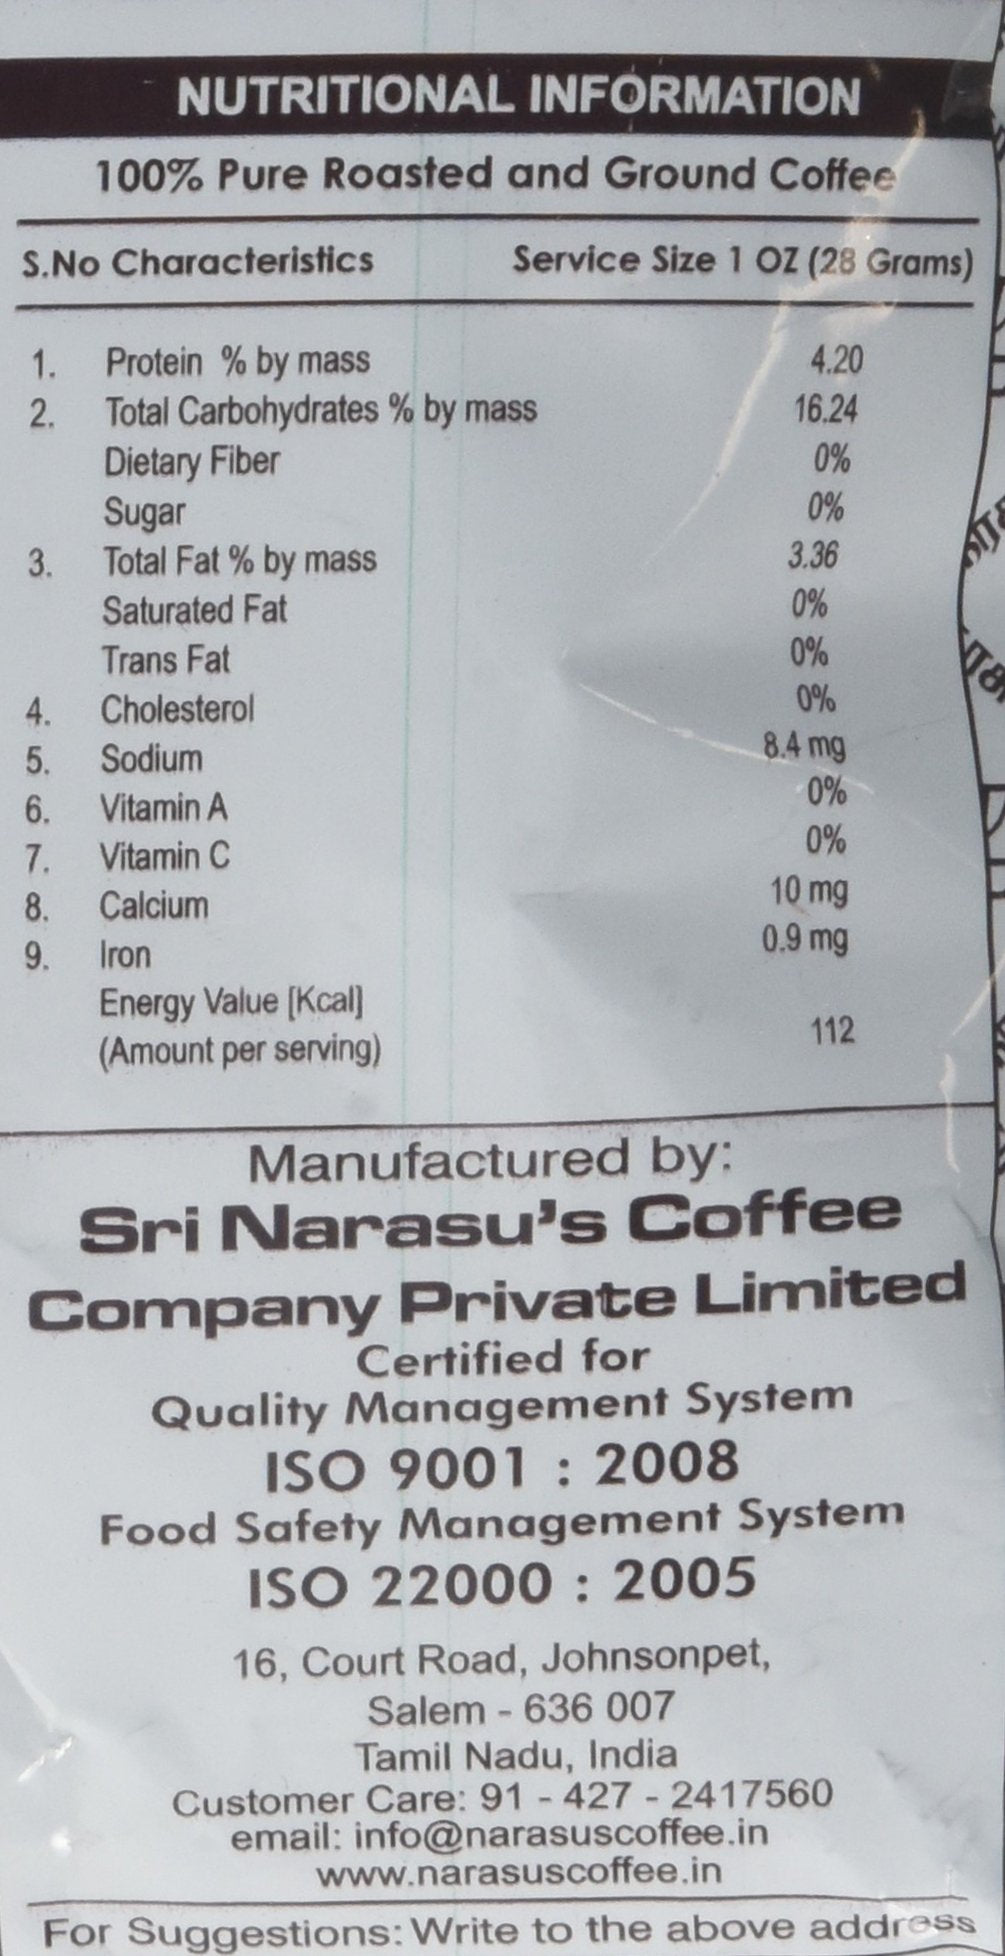 NUTRITIONAL INFORMATION
100% Pure Roasted and Ground Coffee
S.No Characteristics Service Size 1 OZ (28 Grams)
1. Protein % by mass 4.20
2. Total Carbohydrates % by mass 16.24
Dietary Fiber 0%
Sugar 0%
3. Total Fat % by mass 3.36
Saturated Fat 0%
Trans Fat 0%
4. Cholesterol 0%
5. Sodium 8.4 mg
6. Vitamin A 0%
7. Vitamin C 0%
8. Calcium 10 mg
9. Iron 0.9 mg
Energy Value [Kcal]
(Amount per serving) 112
Manufactured by:
Sri Narasu's Coffee
Company Private Limited
Certified for
Quality Management System
ISO 9001 : 2008
Food Safety Management System
ISO 22000 : 2005
16, Court Road, Johnsonpet,
Salem - 636 007
Tamil Nadu, India
Customer Care: 91 - 427 - 2417560
email: info@narasuscoffee.in
www.narasuscoffee.in
For Suggestions: Write to the above address